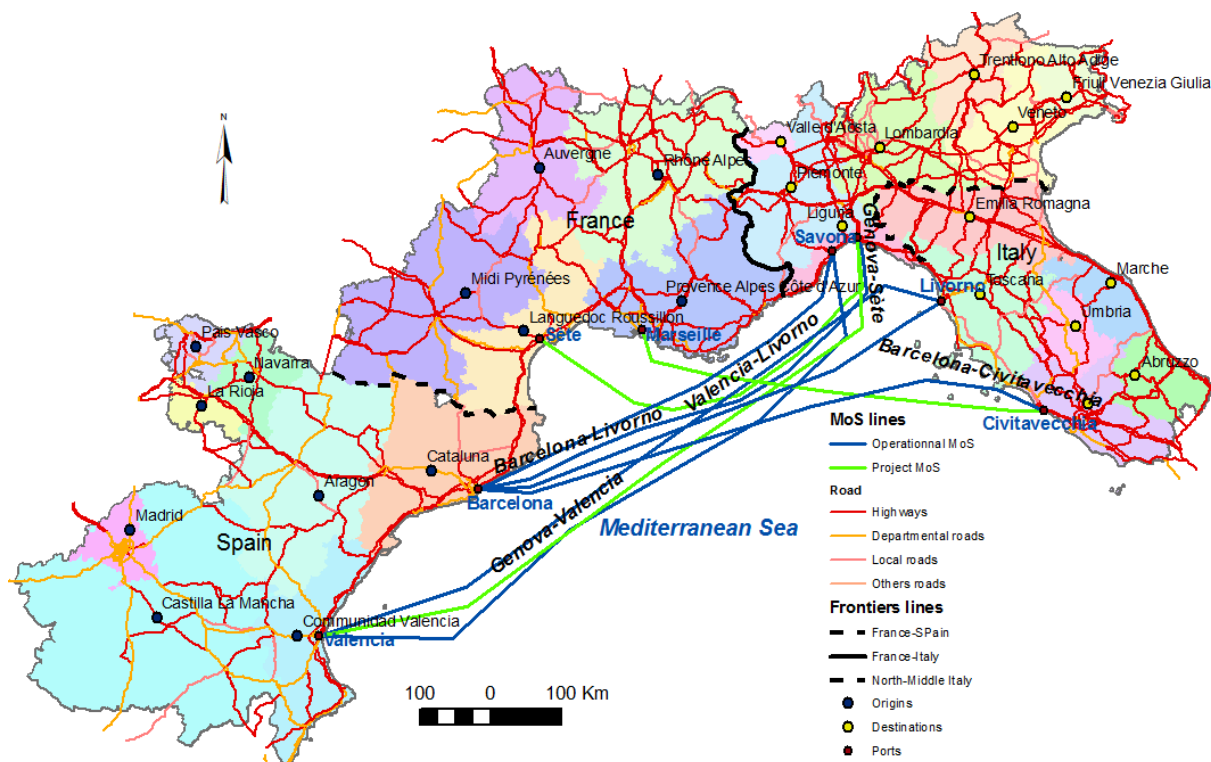 N
Trentiono Alto Adige
Friuli Venezia Giulia
Veneto
Valle d'Aosta
Lombardia
Auvergne
Rhône Alpes
Piemonte
Emilia Romagna
Liguria
France
Savona
Genova-Sète
Italy
Marche
Midi Pyrénées
Provence Alpes Côte d'Azur
Livorno
Toscana
Umbria
Languedoc Roussillon
Sète
Marseille
Pais Vasco
Navarra
La Rioja
Valencia-Livorno
Barcelona-Civitavecchia
Abruzzo
Civitavecchia
Barcelona Livorno
Cataluna
Aragon
Barcelona
Madrid
Spain
Genova-Valencia
Mediterranean Sea
Castilla La Mancha
Communidad Valencia
Valencia
100 0 100 Km
MoS lines
Operationnal MoS
Project MoS
Road
Highways
Departmental roads
Local roads
Others roads
Frontiers lines
France-SPain
France-Italy
North-Middle Italy
Origins
Destinations
Ports